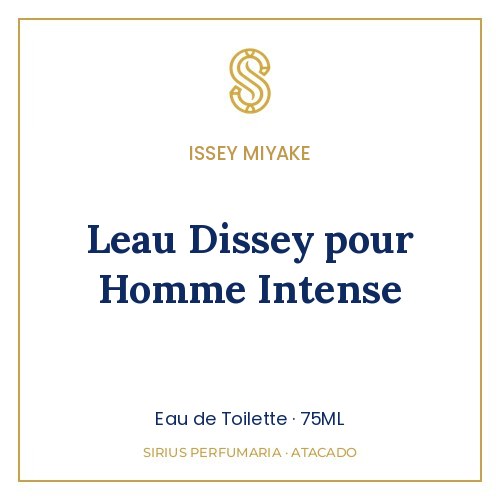 ISSEY MIYAKE
Leau Dissey pour
Homme Intense
Eau de Toilette · 75ML
SIRIUS PERFUMARIA · ATACADO